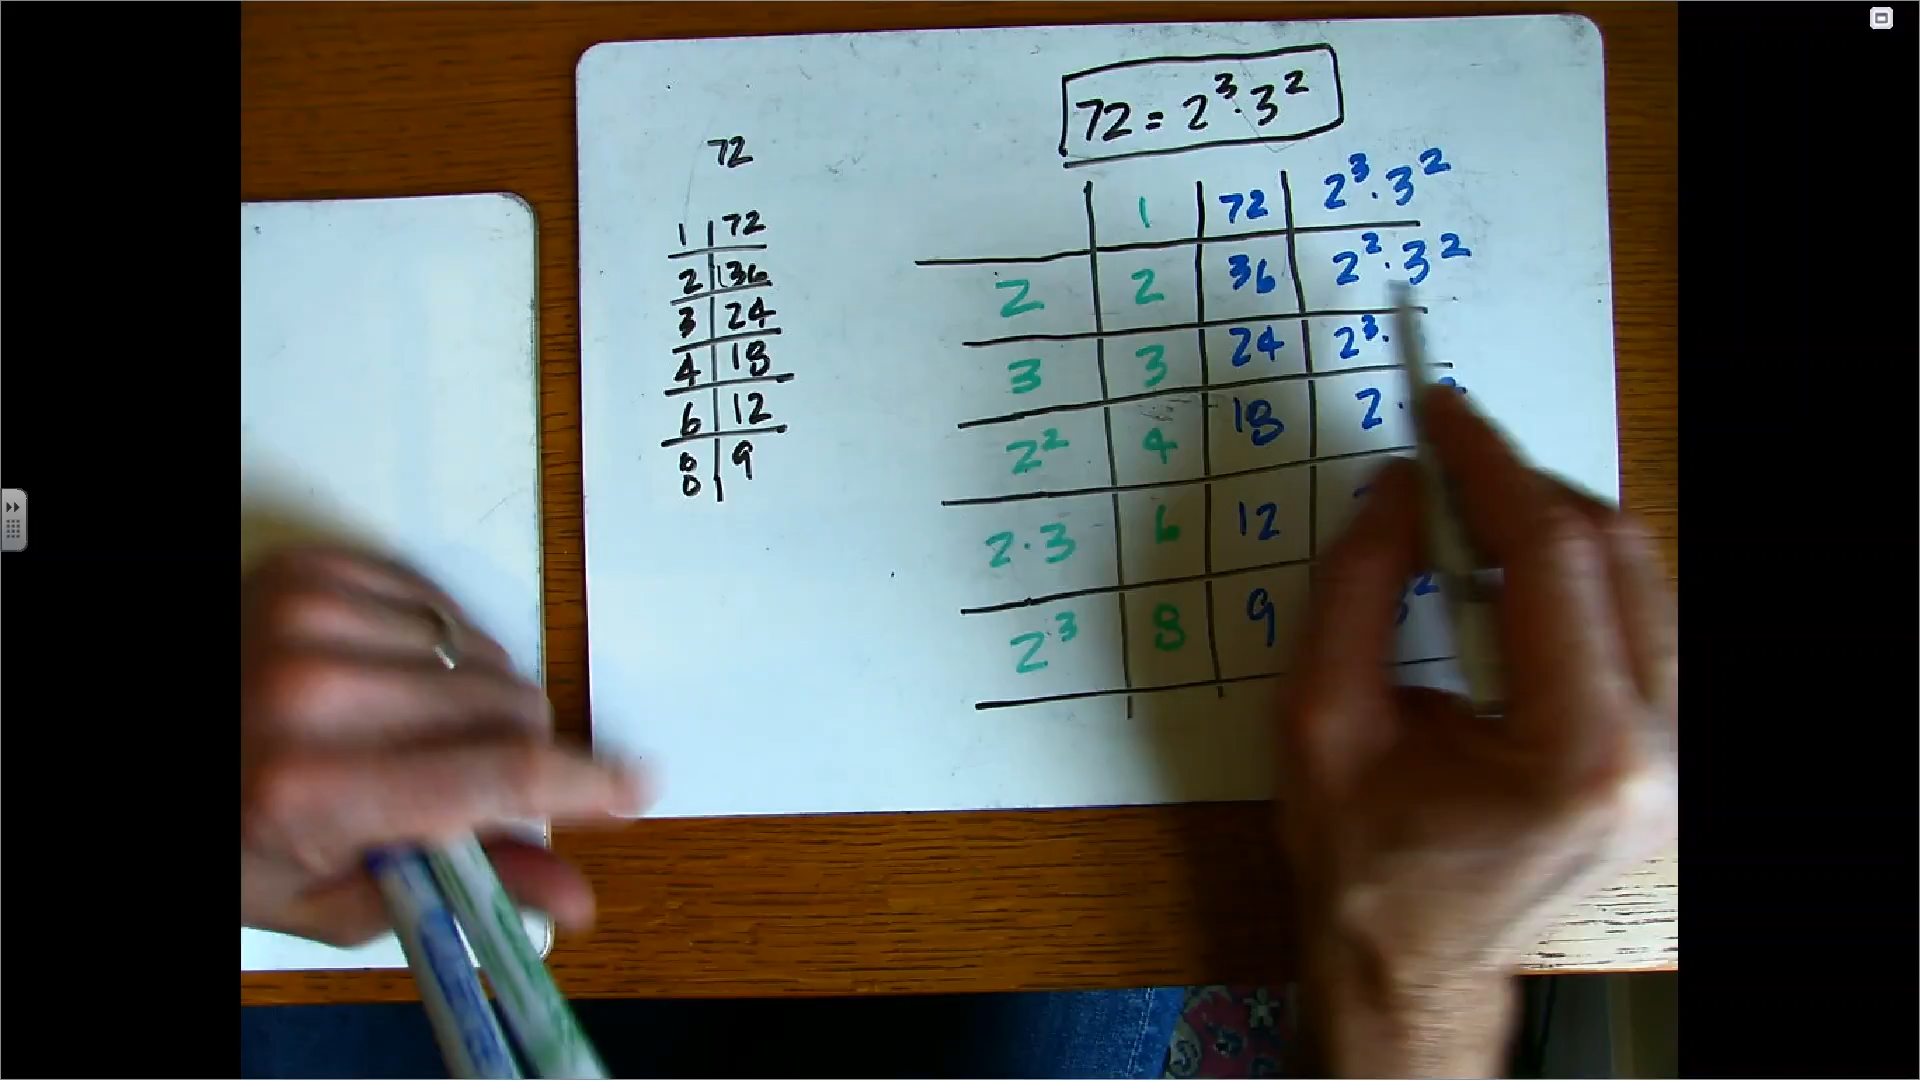 72 = 2³·3²
72
1 | 72
2 | 36
3 | 24
4 | 18
6 | 12
8 | 9
1 | 72 | 2³·3²
2 | 2 | 36 | 2²·3²
3 | 3 | 24 | 2³·
2² | 4 | 18 | 2·
2·3 | 6 | 12
2³ | 8 | 9